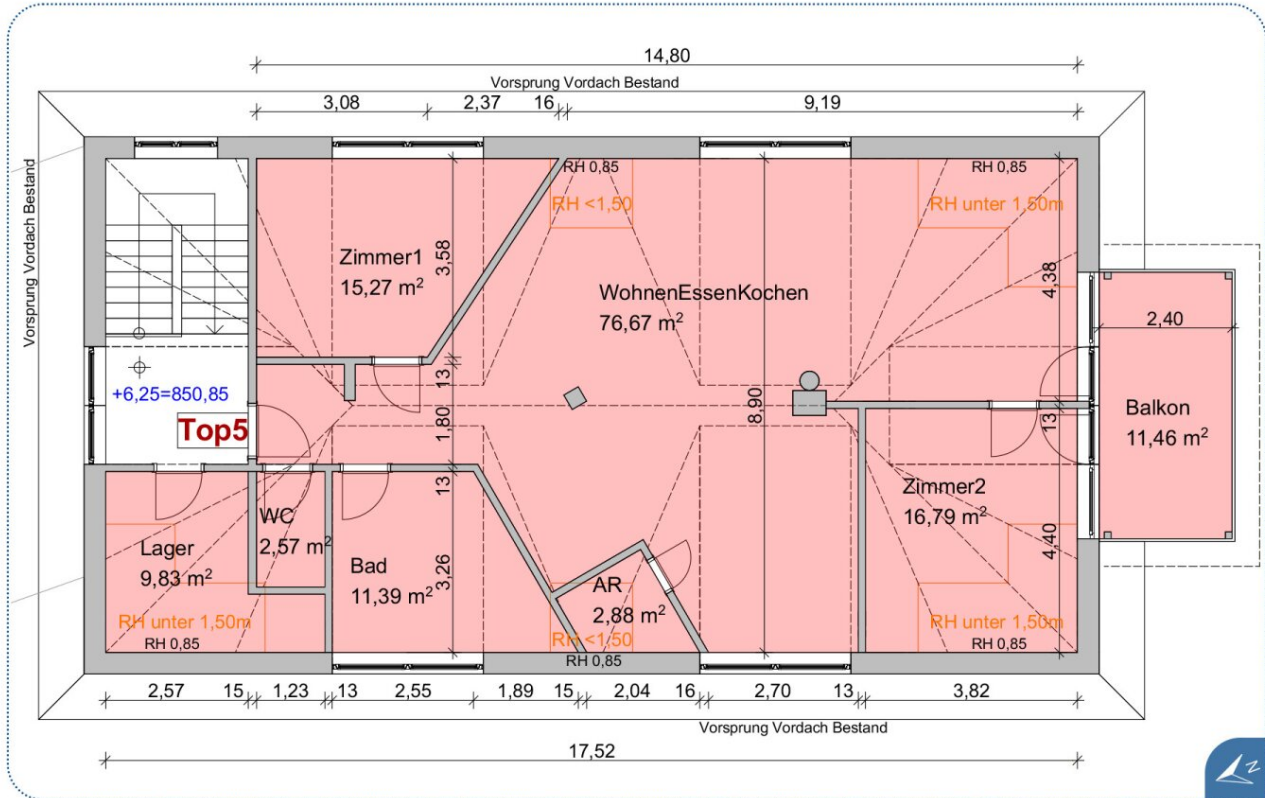 14,80
Vorsprung Vordach Bestand
3,08
2,37
16
9,19
Vorsprung Vordach Bestand
RH 0,85
RH 0,85
RH <1,50
RH unter 1,50m
Zimmer1
15,27 m²
3,58
WohnenEssenKochen
76,67 m²
4,38
2,40
+6,25=850,85
Top5
13
1,80
8,90
13
Balkon
11,46 m²
13
WC
2,57 m²
Lager
9,83 m²
Bad
11,39 m²
3,26
AR
2,88 m²
Zimmer2
16,79 m²
4,40
RH unter 1,50m
RH 0,85
RH <1,50
RH 0,85
RH unter 1,50m
RH 0,85
2,57
15
1,23
13
2,55
1,89
15
2,04
16
2,70
13
3,82
Vorsprung Vordach Bestand
17,52
N